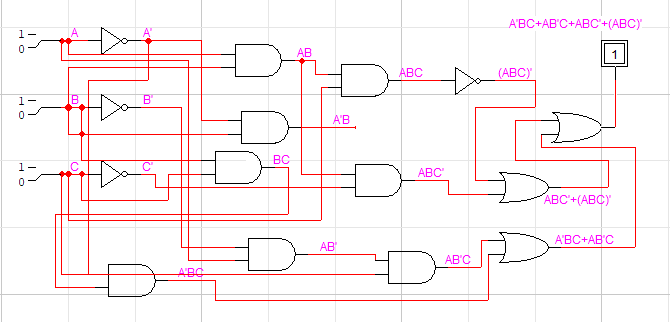 A'BC+AB'C+ABC'+(ABC)'
1
0
A
A'
AB
1
ABC
(ABC)'
1
0
B
B'
A'B
1
0
C
C'
BC
ABC'
ABC'+(ABC)'
AB'
A'BC+AB'C
AB'C
A'BC